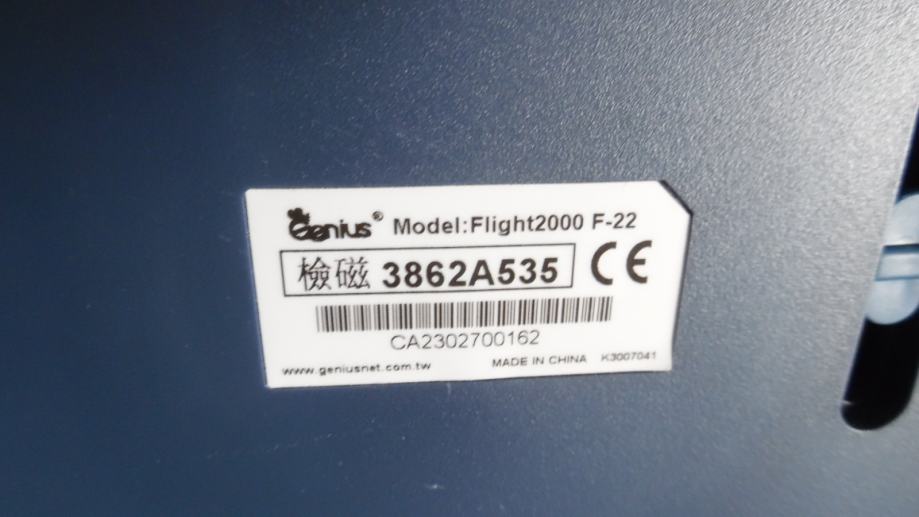 Genius® Model:Flight2000 F-22
檢磁 3862A535 CE
CA2302700162
www.geniusnet.com.tw MADE IN CHINA K3007041